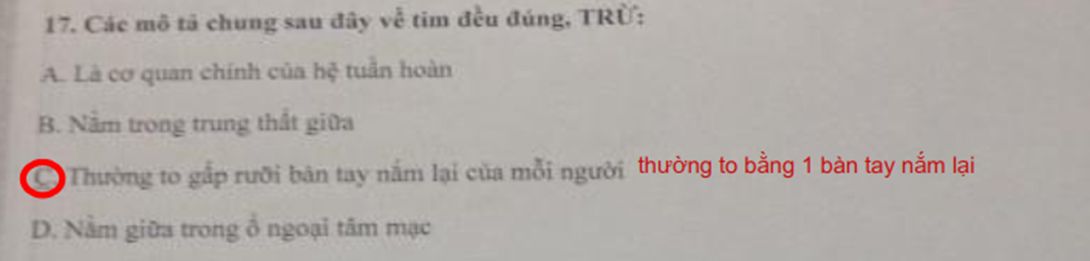 17. Các mô tả chung sau đây về tim đều đúng, TRỪ:
A. Là cơ quan chính của hệ tuần hoàn
B. Nằm trong trung thất giữa
C. Thường to gấp rưỡi bàn tay nắm lại của mỗi người thường to bằng 1 bàn tay nắm lại
D. Nằm giữa trong ổ ngoại tâm mạc